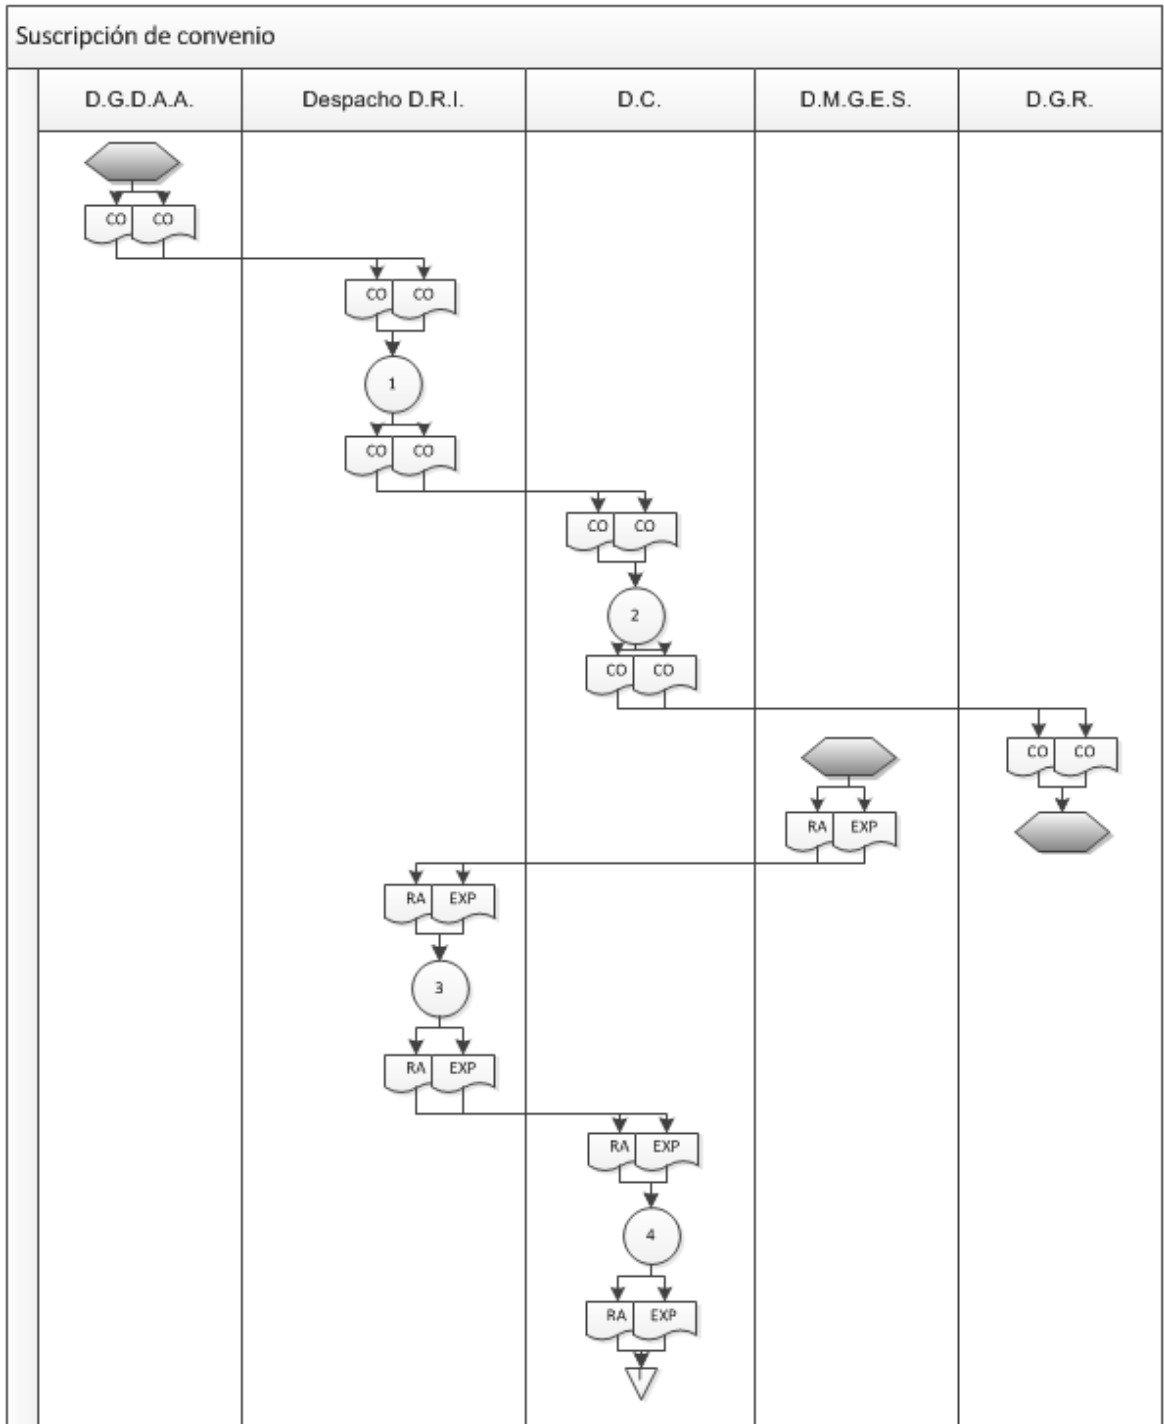 Suscripción de convenio
D.G.D.A.A. Despacho D.R.I. D.C. D.M.G.E.S. D.G.R.
CO CO
CO CO
1
CO CO
CO CO
2
CO CO
CO CO
RA EXP
RA EXP
3
RA EXP
RA EXP
4
RA EXP